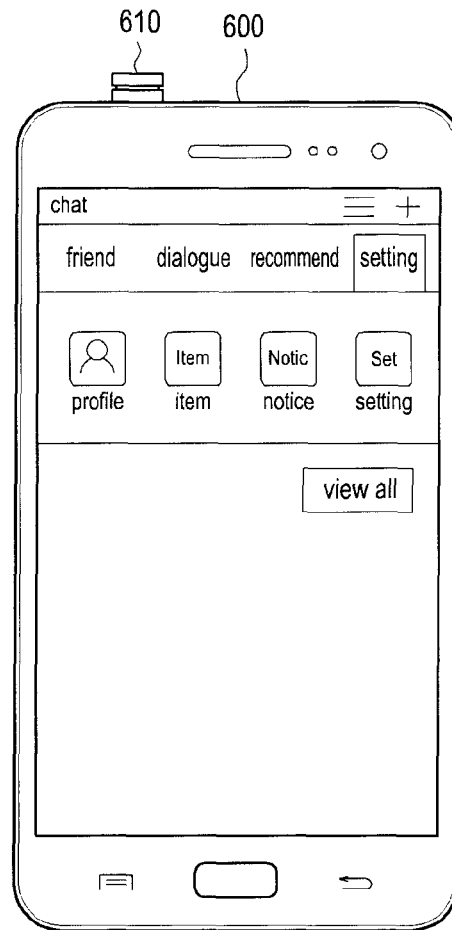 610 600
chat
friend dialogue recommend setting
Item Notic Set
profile item notice setting
view all